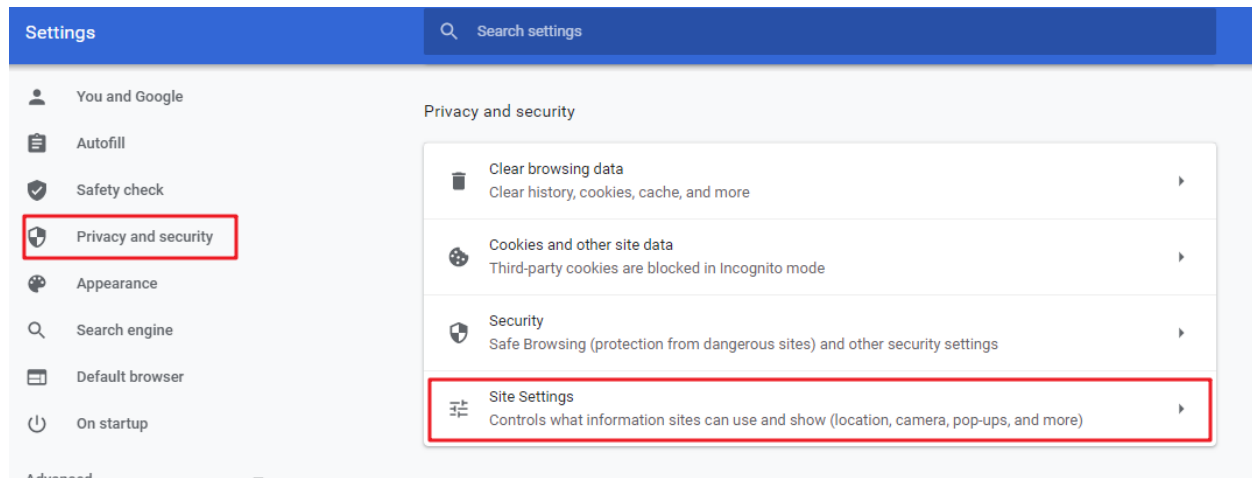 Settings
Search settings
You and Google
Autofill
Safety check
Privacy and security
Appearance
Search engine
Default browser
On startup
Privacy and security
Clear browsing data
Clear history, cookies, cache, and more
Cookies and other site data
Third-party cookies are blocked in Incognito mode
Security
Safe Browsing (protection from dangerous sites) and other security settings
Site Settings
Controls what information sites can use and show (location, camera, pop-ups, and more)